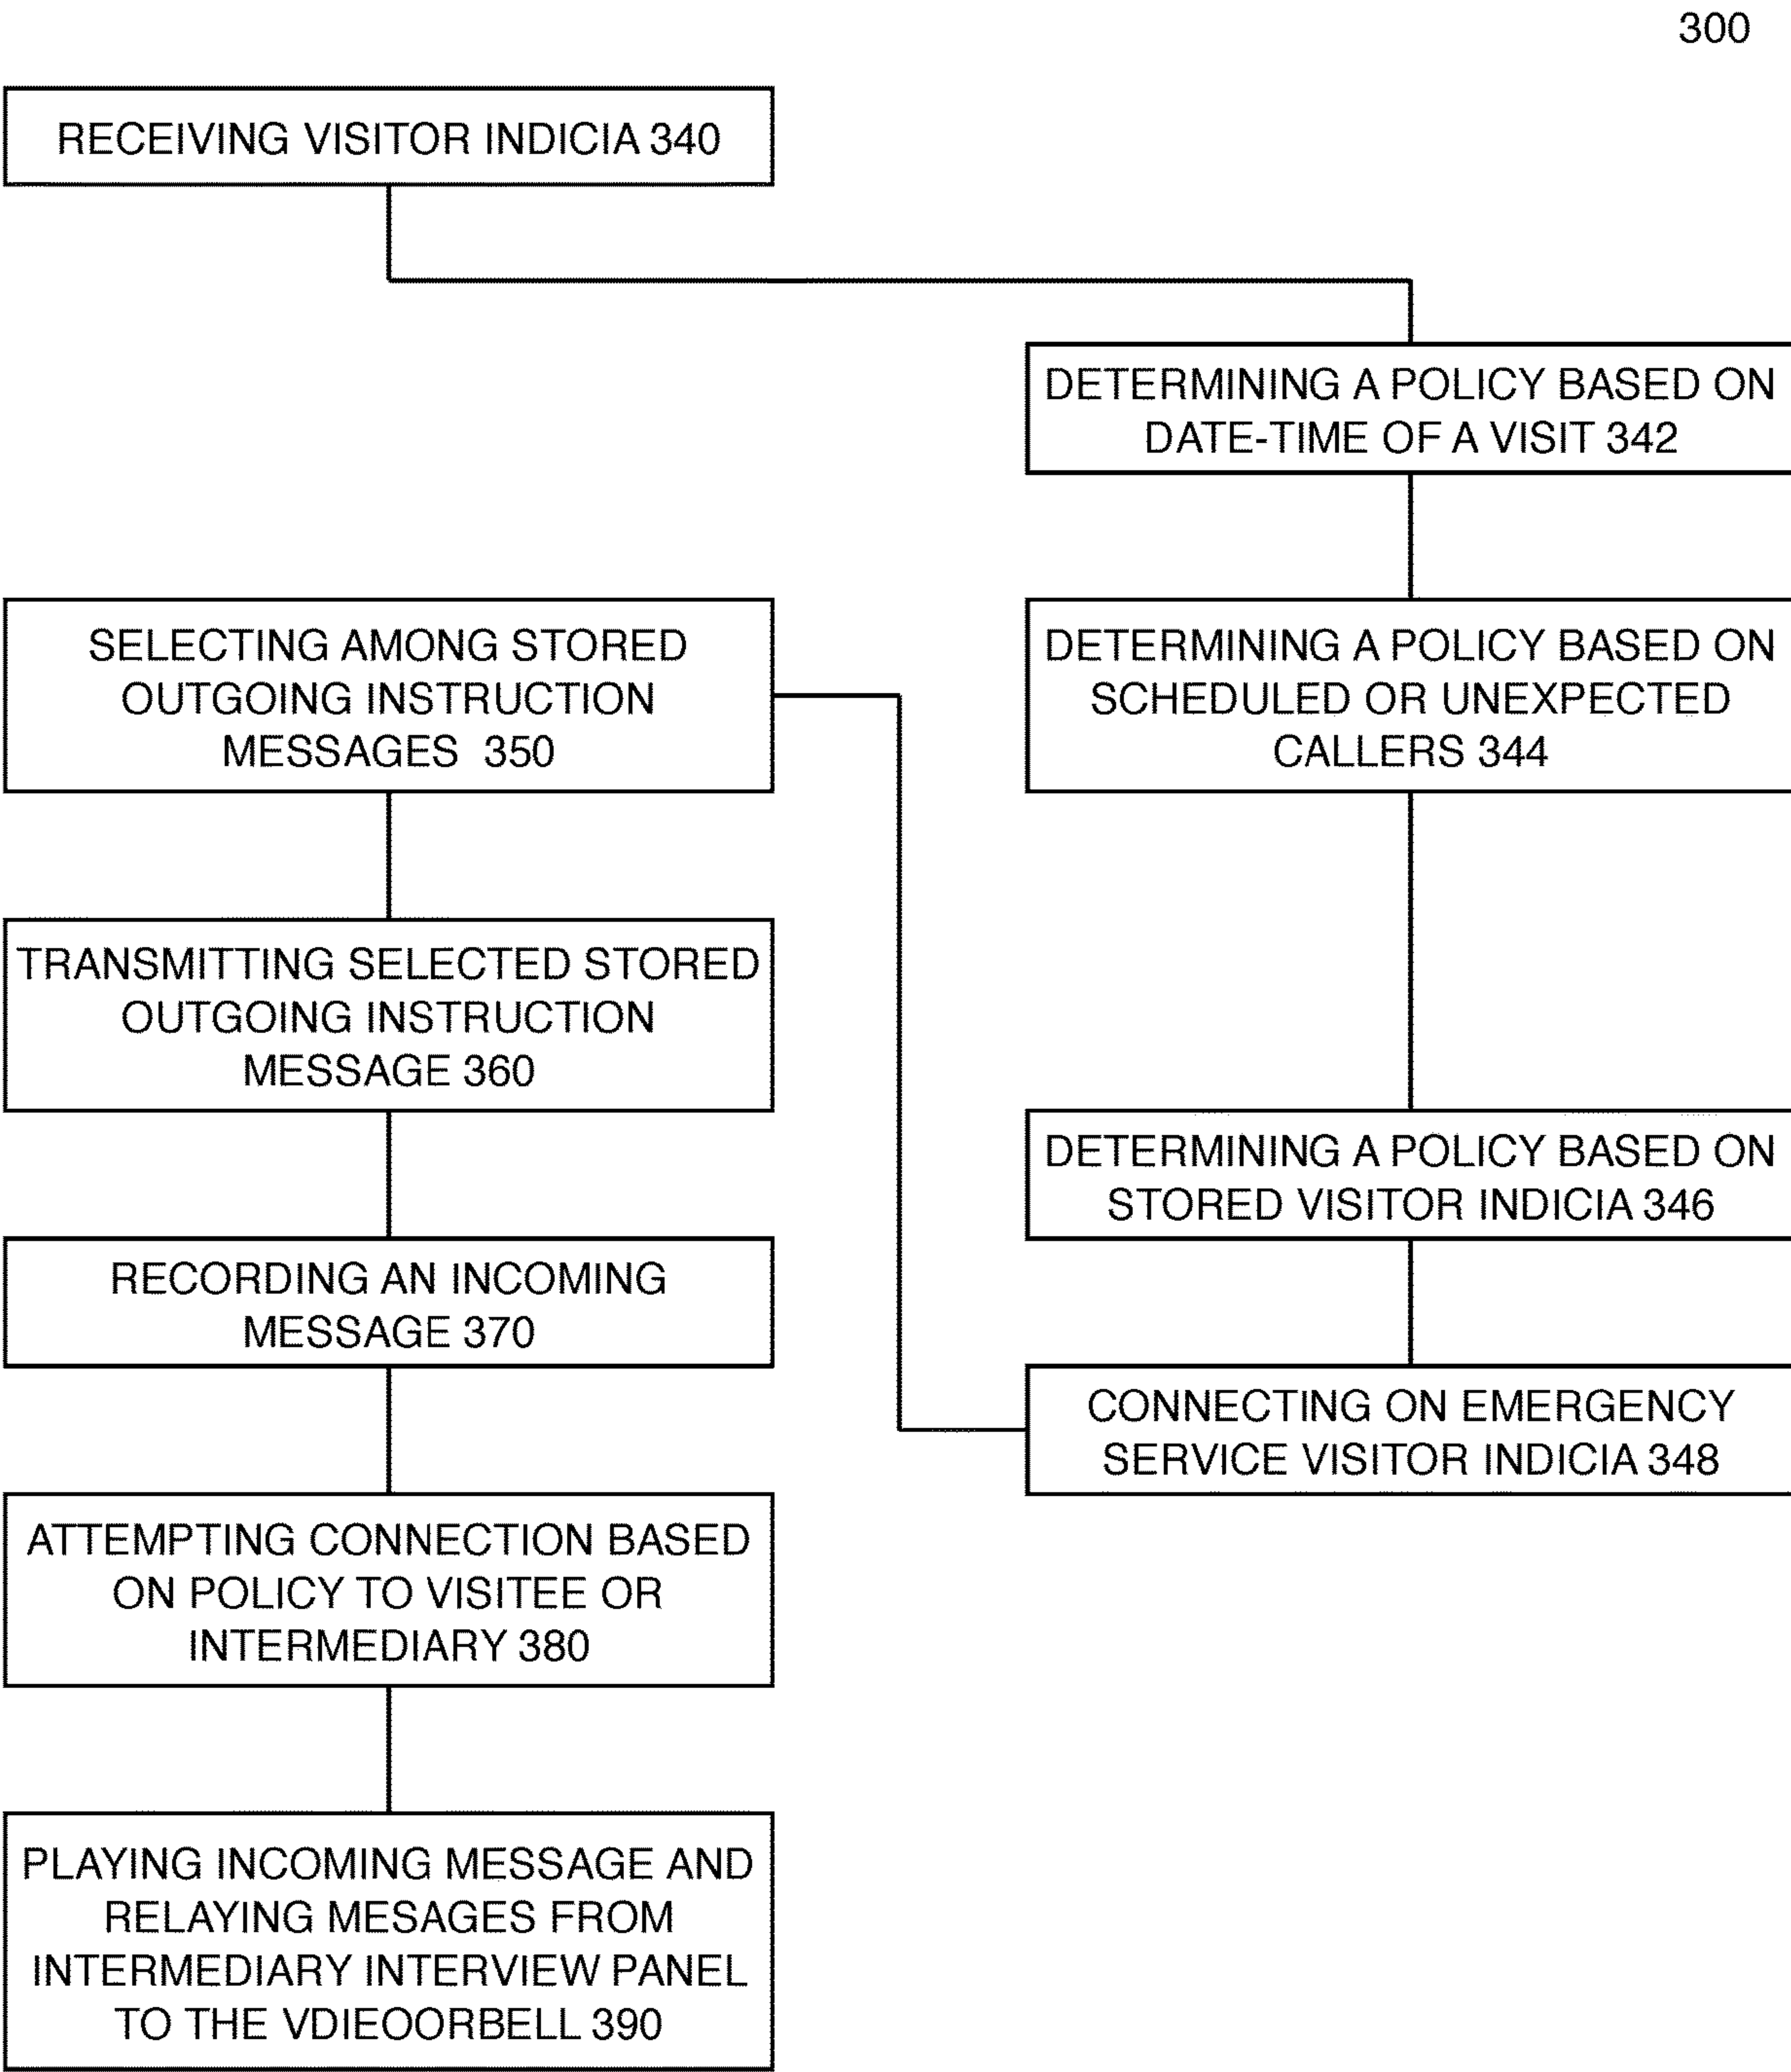 300
RECEIVING VISITOR INDICIA 340
DETERMINING A POLICY BASED ON
DATE-TIME OF A VISIT 342
DETERMINING A POLICY BASED ON
SCHEDULED OR UNEXPECTED
CALLERS 344
DETERMINING A POLICY BASED ON
STORED VISITOR INDICIA 346
CONNECTING ON EMERGENCY
SERVICE VISITOR INDICIA 348
SELECTING AMONG STORED
OUTGOING INSTRUCTION
MESSAGES 350
TRANSMITTING SELECTED STORED
OUTGOING INSTRUCTION
MESSAGE 360
RECORDING AN INCOMING
MESSAGE 370
ATTEMPTING CONNECTION BASED
ON POLICY TO VISITEE OR
INTERMEDIARY 380
PLAYING INCOMING MESSAGE AND
RELAYING MESAGES FROM
INTERMEDIARY INTERVIEW PANEL
TO THE VDIEOORBELL 390